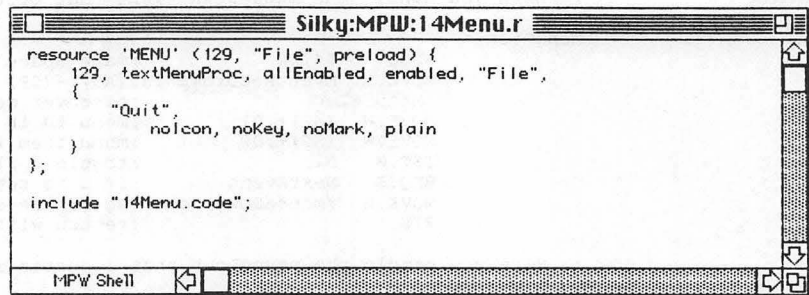 Silky:MPW:14Menu.r
resource 'MENU' (129, "File", preload) {
129, textMenuProc, allEnabled, enabled, "File",
{
"Quit",
noIcon, noKey, noMark, plain
}
};
include "14Menu.code";
MPW Shell